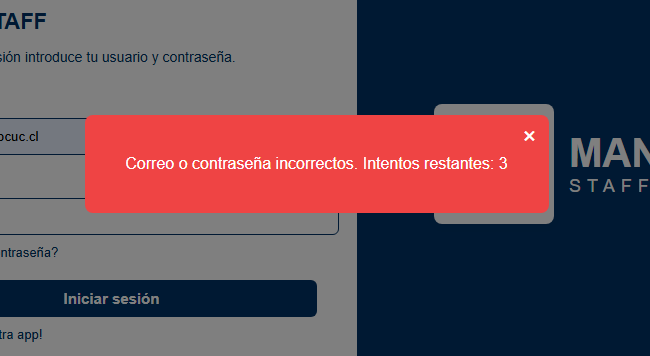 TAFF
sión introduce tu usuario y contraseña.
ocuc.cl
×
Correo o contraseña incorrectos. Intentos restantes: 3
MAN
STAFF
ontraseña?
Iniciar sesión
tra app!